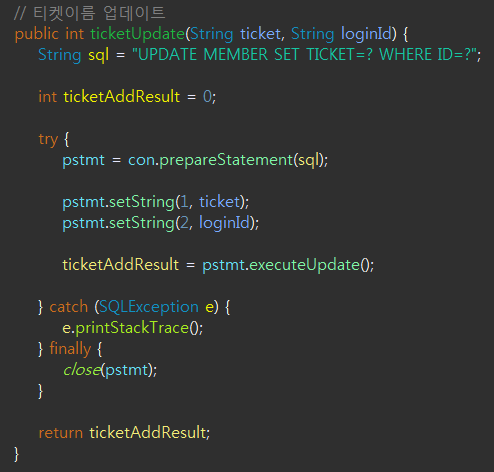 // 티켓이름 업데이트
public int ticketUpdate(String ticket, String loginId) {
String sql = "UPDATE MEMBER SET TICKET=? WHERE ID=?";
int ticketAddResult = 0;
try {
pstmt = con.prepareStatement(sql);
pstmt.setString(1, ticket);
pstmt.setString(2, loginId);
ticketAddResult = pstmt.executeUpdate();
} catch (SQLException e) {
e.printStackTrace();
} finally {
close(pstmt);
}
return ticketAddResult;
}